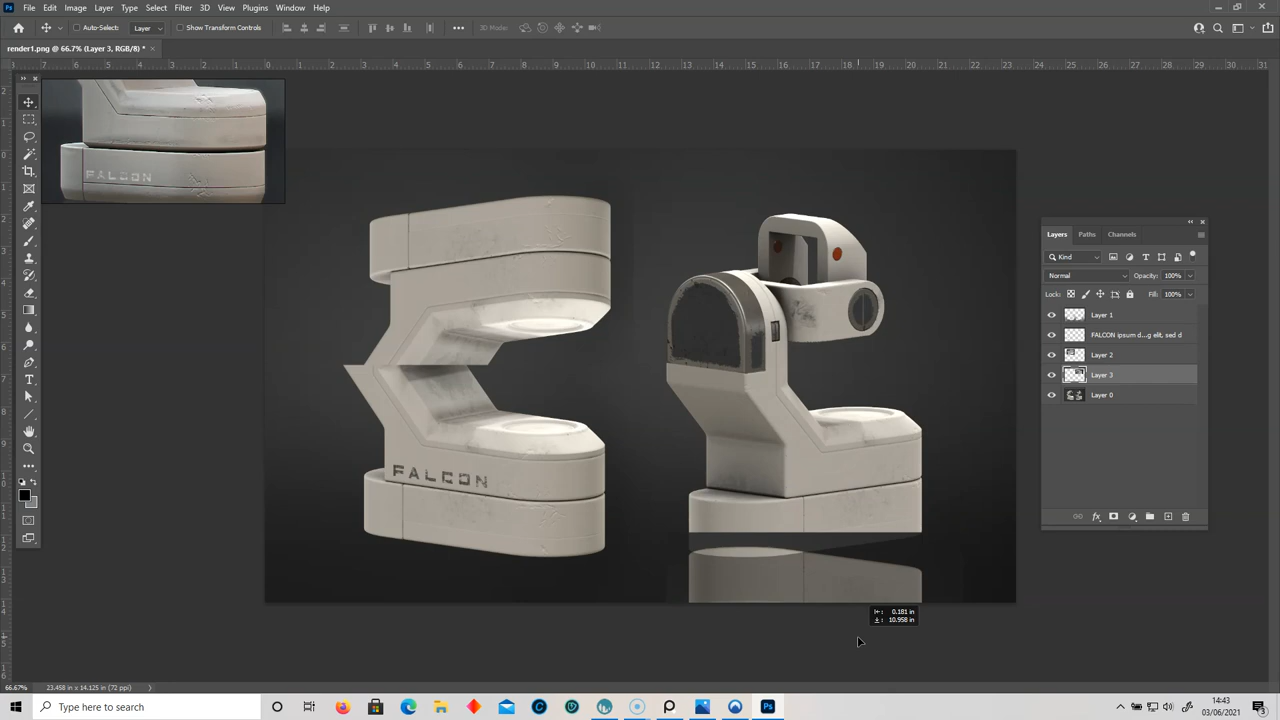 File Edit Image Layer Type Select Filter 3D View Plugins Window Help
Auto-Select: Layer Show Transform Controls 3D Mode:
render1.png @ 66.7% (Layer 3, RGB/8) *
FALCON
FALCON
0.181 in
10.958 in
Layers Paths Channels
Kind
Normal Opacity: 100%
Lock: Fill: 100%
Layer 1
FALCON ipsum d...g elit, sed d
Layer 2
Layer 3
Layer 0
66.67% 23.458 in x 14.125 in (72 ppi)
Type here to search
14:43
03/06/2021